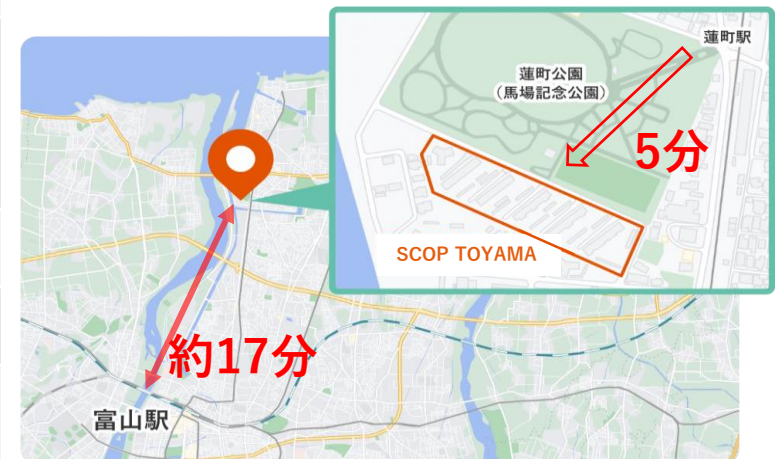 蓮町駅
蓮町公園
(馬場記念公園)
5分
SCOP TOYAMA
約17分
富山駅